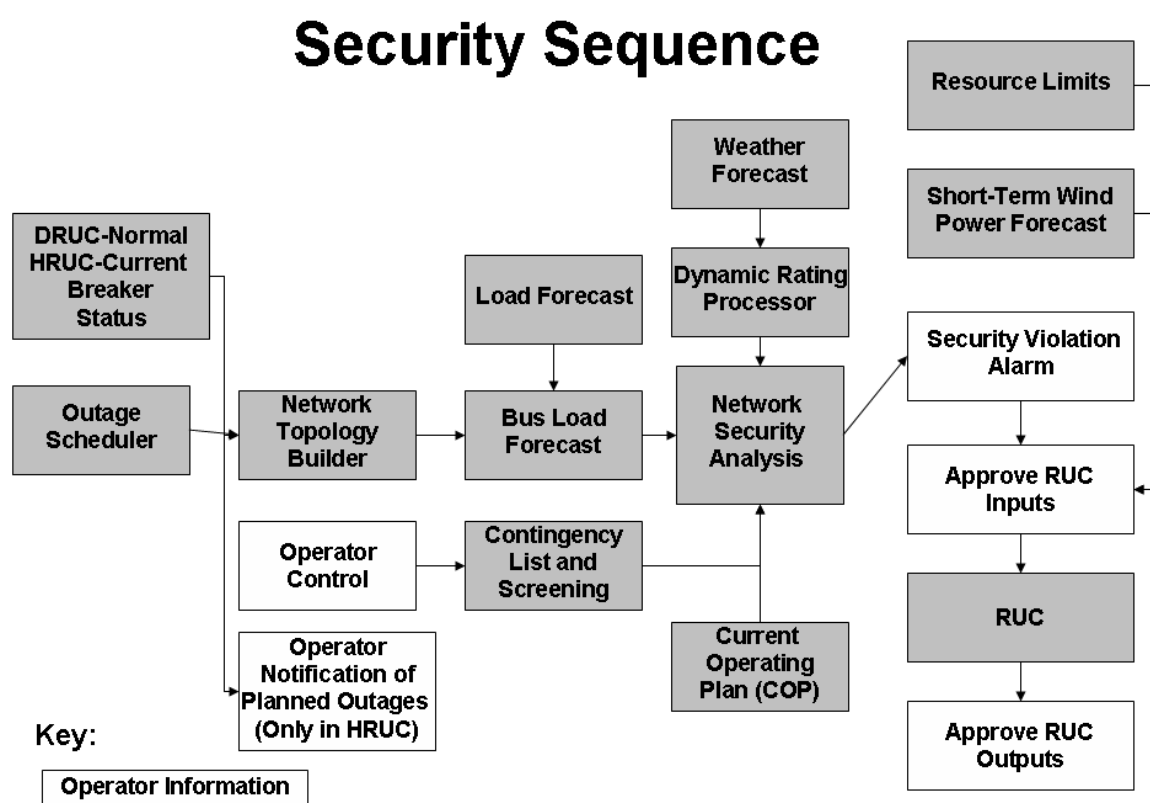 Security Sequence
Resource Limits
Weather
Forecast
Short-Term Wind
Power Forecast
DRUC-Normal
HRUC-Current
Breaker
Status
Load Forecast
Dynamic Rating
Processor
Security Violation
Alarm
Outage
Scheduler
Network
Topology
Builder
Bus Load
Forecast
Network
Security
Analysis
Approve RUC
Inputs
Operator
Control
Contingency
List and
Screening
RUC
Operator
Notification of
Planned Outages
(Only in HRUC)
Current
Operating
Plan (COP)
Approve RUC
Outputs
Key:
Operator Information